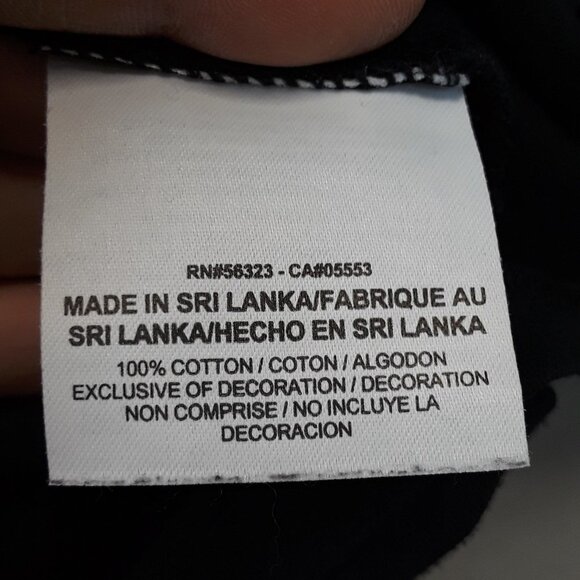 RN#56323 - CA#05553
MADE IN SRI LANKA/FABRIQUE AU
SRI LANKA/HECHO EN SRI LANKA
100% COTTON / COTON / ALGODON
EXCLUSIVE OF DECORATION / DECORATION
NON COMPRISE / NO INCLUYE LA
DECORACION